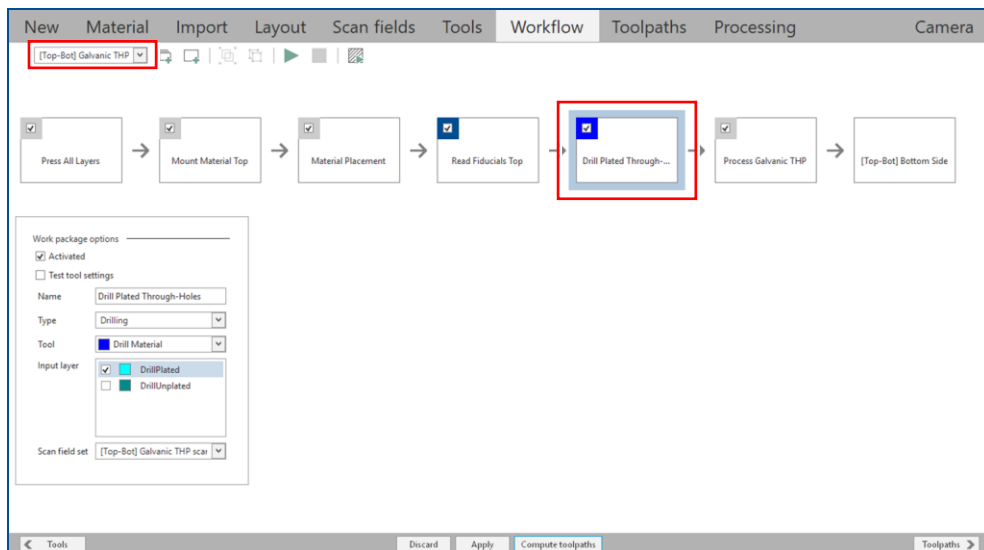 New Material Import Layout Scan fields Tools Workflow Toolpaths Processing Camera
[Top-Bot] Galvanic THP
Press All Layers Mount Material Top Material Placement Read Fiducials Top Drill Plated Through-... Process Galvanic THP [Top-Bot] Bottom Side
Work package options
Activated
Test tool settings
Name Drill Plated Through-Holes
Type Drilling
Tool Drill Material
Input layer DrillPlated
DrillUnplated
Scan field set [Top-Bot] Galvanic THP scar
Tools Discard Apply Compute toolpaths Toolpaths